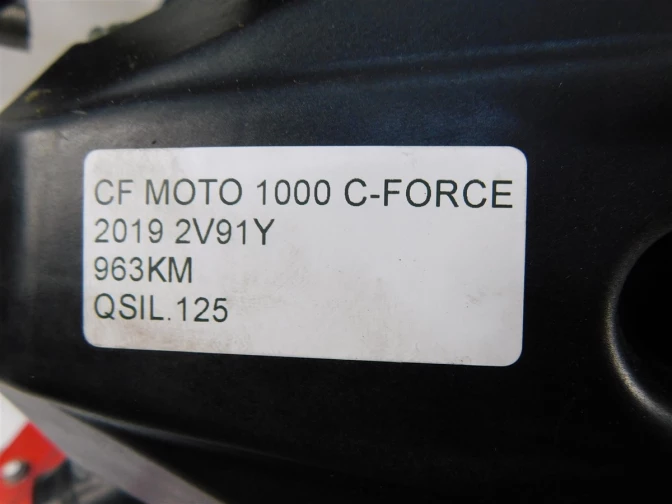 CF MOTO 1000 C-FORCE
2019 2V91Y
963KM
QSIL.125